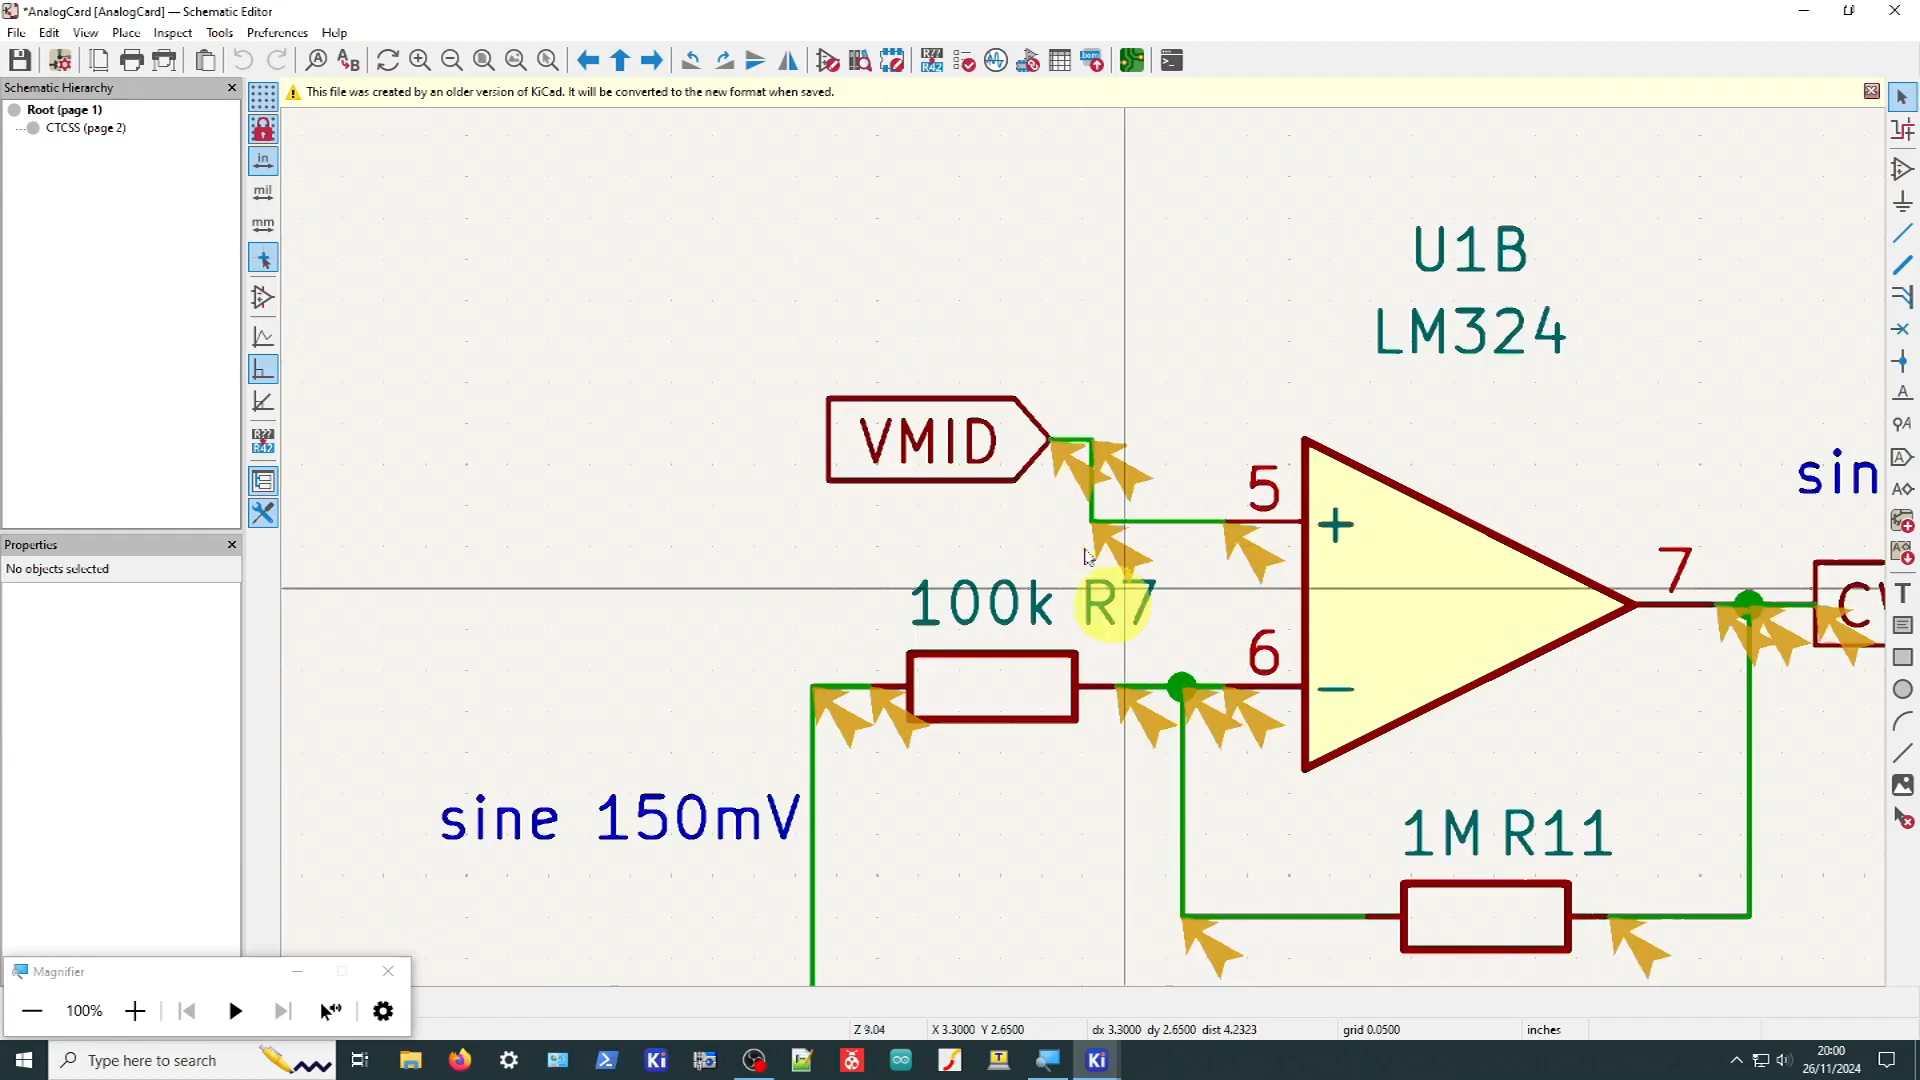 *AnalogCard [AnalogCard] — Schematic Editor
File Edit View Place Inspect Tools Preferences Help
Schematic Hierarchy
This file was created by an older version of KiCad. It will be converted to the new format when saved.
Root (page 1)
CTCSS (page 2)
in
mil
mm
R??
R42
U1B
LM324
VMID
5
+
sin
7
100k R7
6
sine 150mV
1M R11
Properties
No objects selected
Magnifier
100%
Z 9.04
X 3.3000 Y 2.6500
dx 3.3000 dy 2.6500 dist 4.2323
grid 0.0500
inches
Type here to search
20:00
26/11/2024